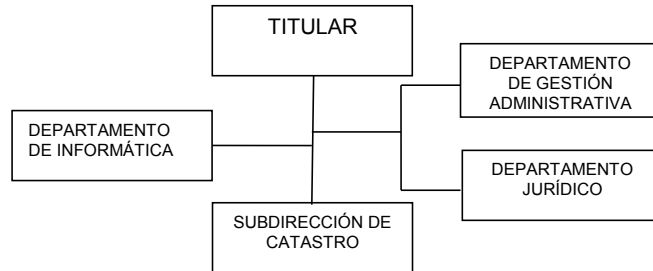 TITULAR
DEPARTAMENTO
DE GESTIÓN
ADMINISTRATIVA
DEPARTAMENTO
DE INFORMÁTICA
DEPARTAMENTO
JURÍDICO
SUBDIRECCIÓN DE
CATASTRO